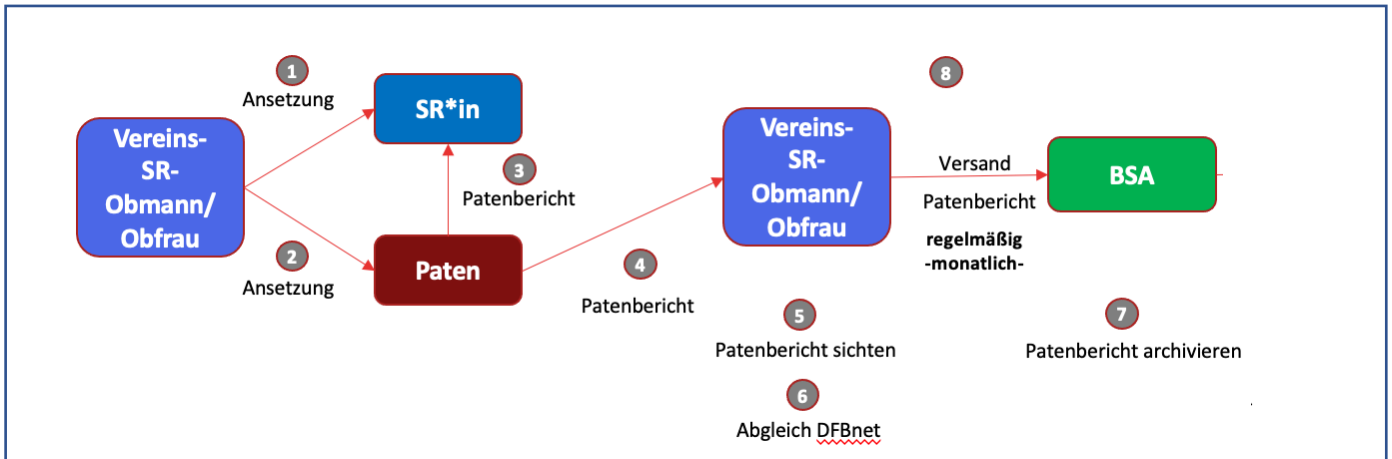 1
Ansetzung
SR*in
Vereins-
SR-
Obmann/
Obfrau
3
Patenbericht
2
Ansetzung
Paten
4
Patenbericht
Vereins-
SR-
Obmann/
Obfrau
5
Patenbericht sichten
6
Abgleich DFBnet
8
Versand
Patenbericht
regelmäßig
-monatlich-
BSA
7
Patenbericht archivieren